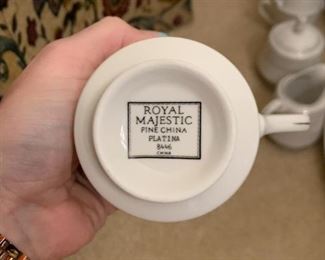 ROYAL
MAJESTIC
FINE CHINA
PLATINA
8446
CHINA